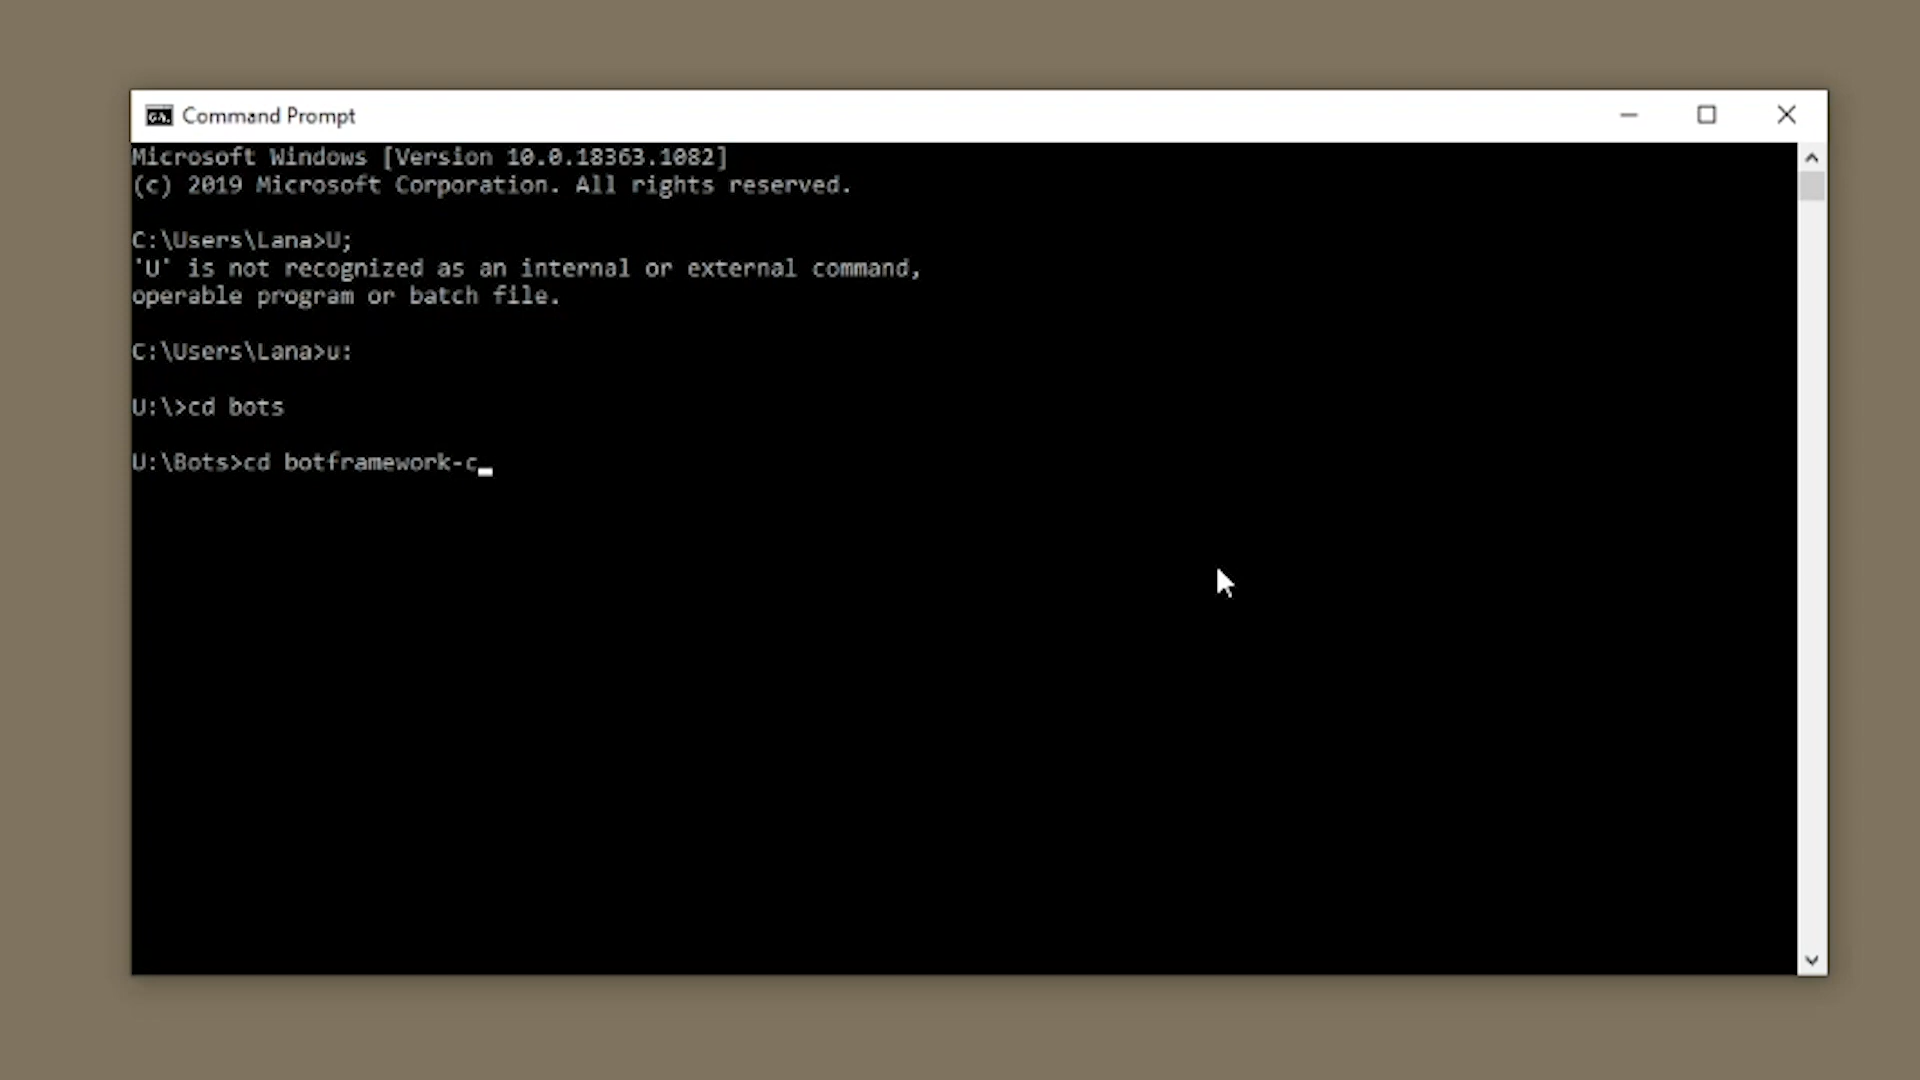 Command Prompt
Microsoft Windows [Version 10.0.18363.1082]
(c) 2019 Microsoft Corporation. All rights reserved.
C:\Users\Lana>U;
'U' is not recognized as an internal or external command,
operable program or batch file.
C:\Users\Lana>u:
U:\>cd bots
U:\Bots>cd botframework-c